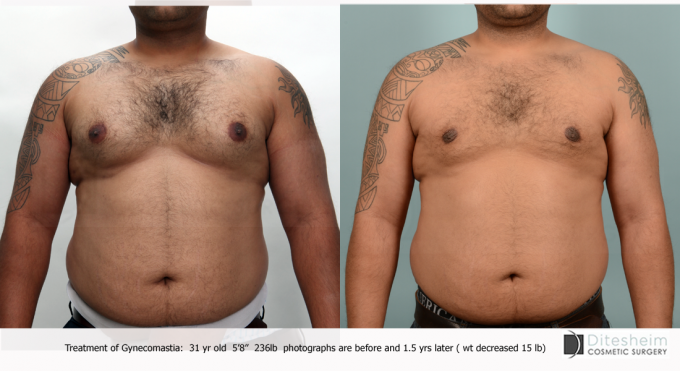 Treatment of Gynecomastia: 31 yr old 5'8" 236lb photographs are before and 1.5 yrs later ( wt decreased 15 lb)
Ditesheim
COSMETIC SURGERY